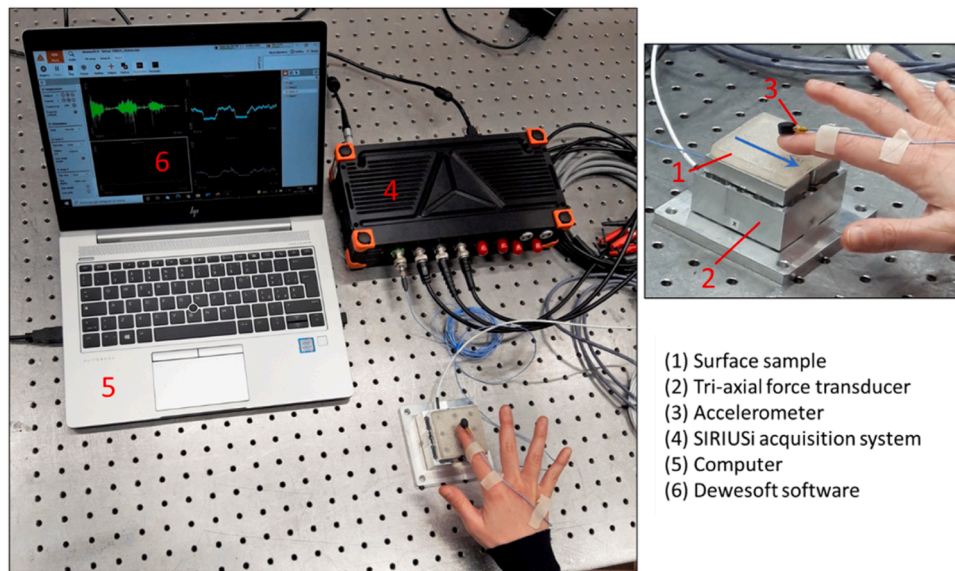 6
4
5
hp
3
1
2
(1) Surface sample
(2) Tri-axial force transducer
(3) Accelerometer
(4) SIRIUSi acquisition system
(5) Computer
(6) Dewesoft software